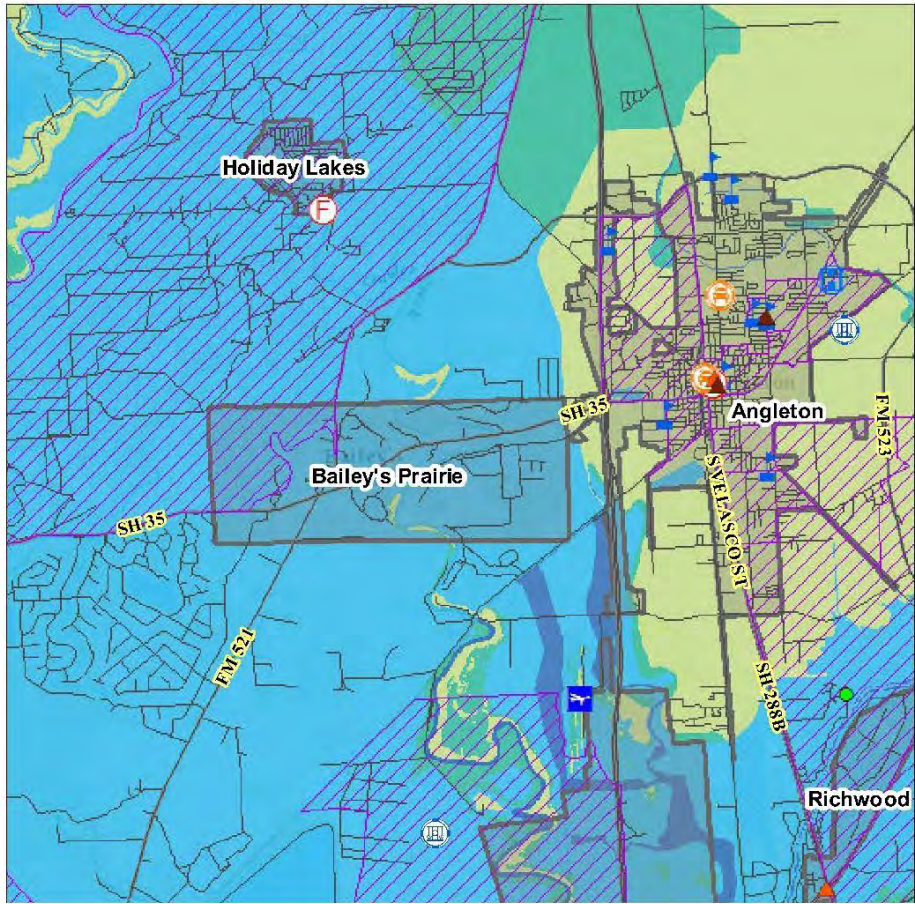 Holiday Lakes
F
SH 35
Angleton
FM 523
Bailey's Prairie
SH 35
S VELASCO ST
FM 521
SH 288B
Richwood